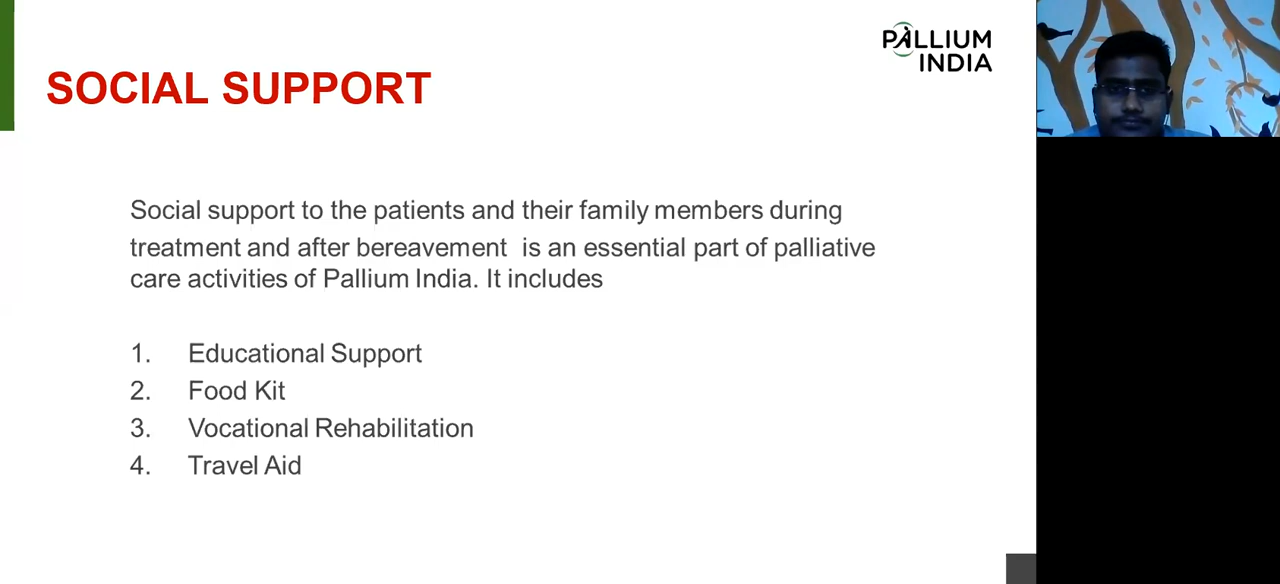 PALLIUM
INDIA
SOCIAL SUPPORT
Social support to the patients and their family members during
treatment and after bereavement is an essential part of palliative
care activities of Pallium India. It includes
1. Educational Support
2. Food Kit
3. Vocational Rehabilitation
4. Travel Aid